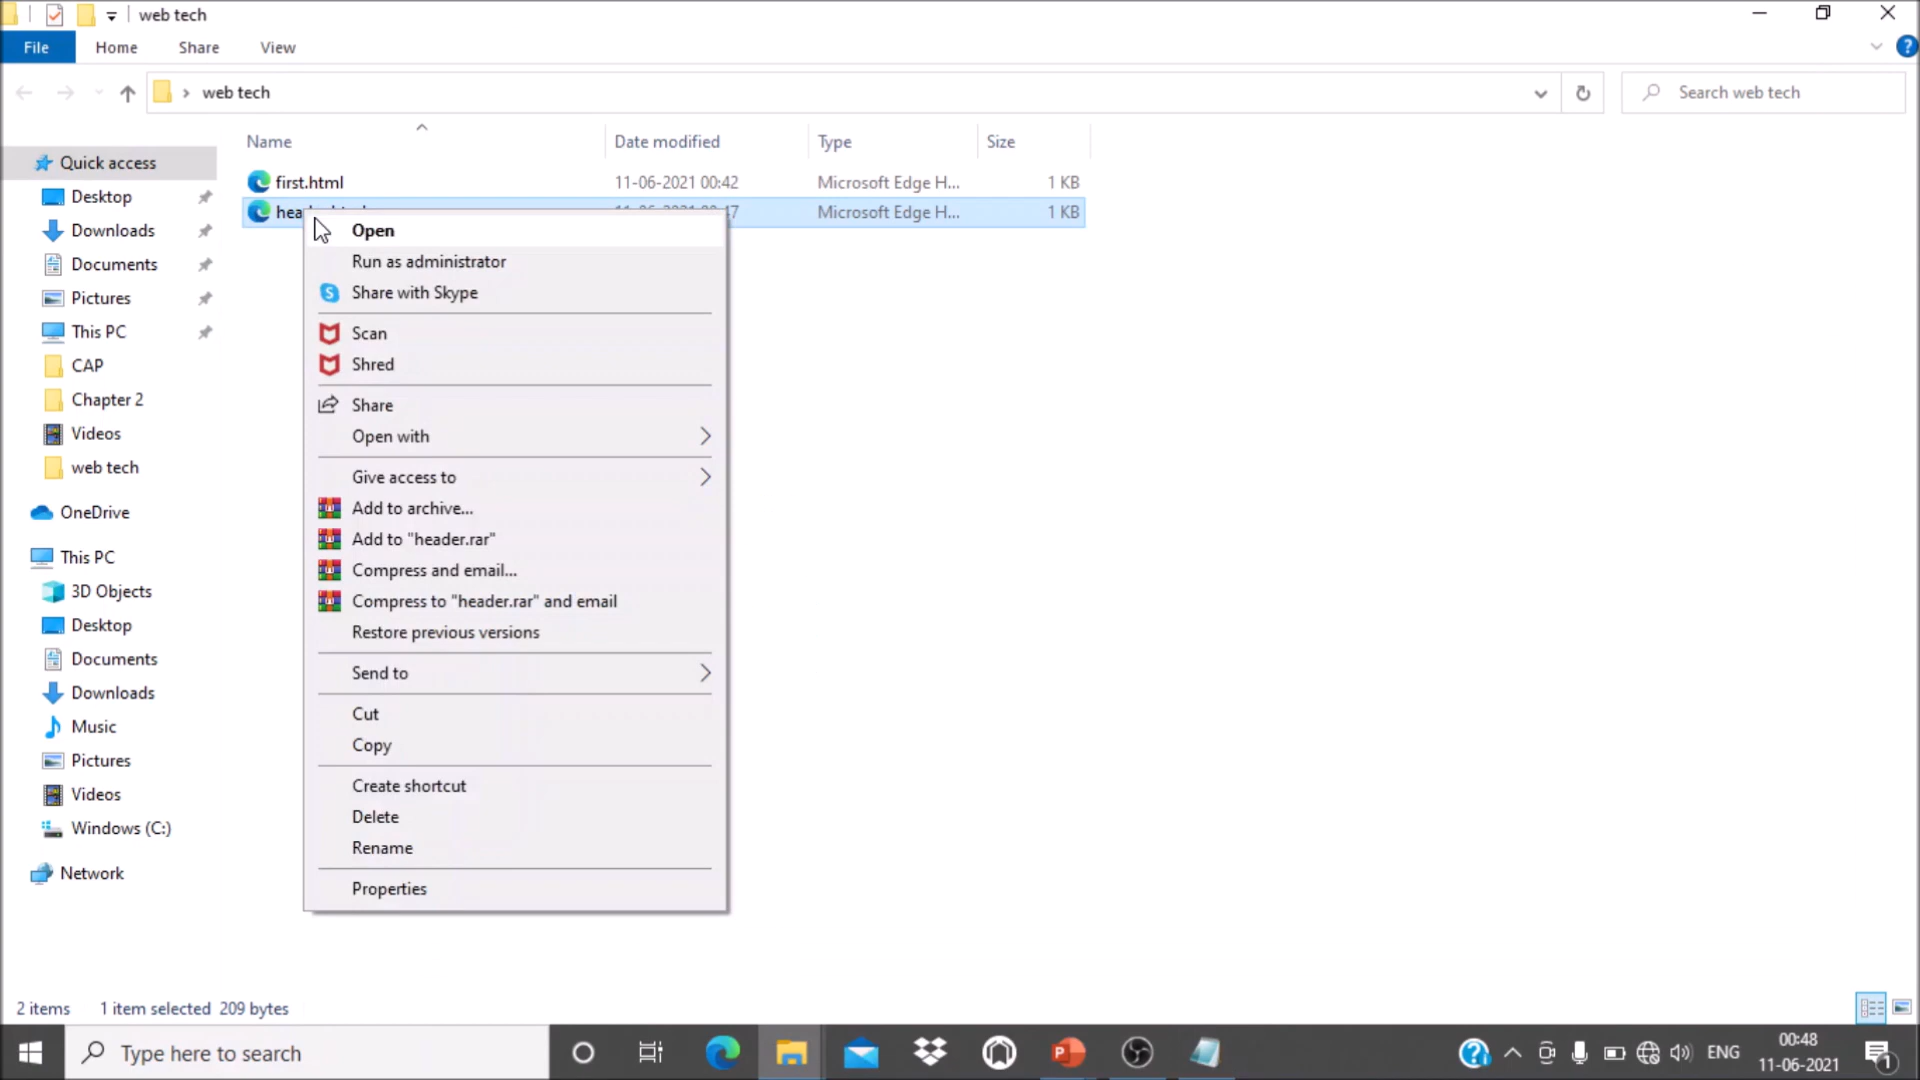 web tech
File Home Share View
web tech
Search web tech
Name Date modified Type Size
Quick access
first.html 11-06-2021 00:42 Microsoft Edge H... 1 KB
Microsoft Edge H... 1 KB
Desktop
Downloads
Documents
Pictures
This PC
CAP
Chapter 2
Videos
web tech
OneDrive
This PC
3D Objects
Desktop
Documents
Downloads
Music
Pictures
Videos
Windows (C:)
Network
Open
Run as administrator
Share with Skype
Scan
Shred
Share
Open with
Give access to
Add to archive...
Add to "header.rar"
Compress and email...
Compress to "header.rar" and email
Restore previous versions
Send to
Cut
Copy
Create shortcut
Delete
Rename
Properties
2 items 1 item selected 209 bytes
Type here to search
ENG
00:48
11-06-2021
1